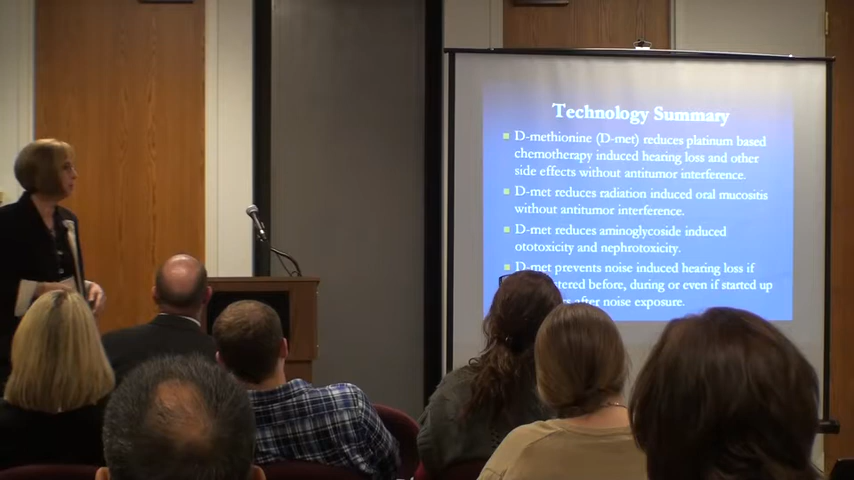 Technology Summary
D-methionine (D-met) reduces platinum based
chemotherapy induced hearing loss and other
side effects without antitumor interference.
D-met reduces radiation induced oral mucositis
without antitumor interference.
D-met reduces aminoglycoside induced
ototoxicity and nephrotoxicity.
D-met prevents noise induced hearing loss if
before, during or even if started up
after noise exposure.